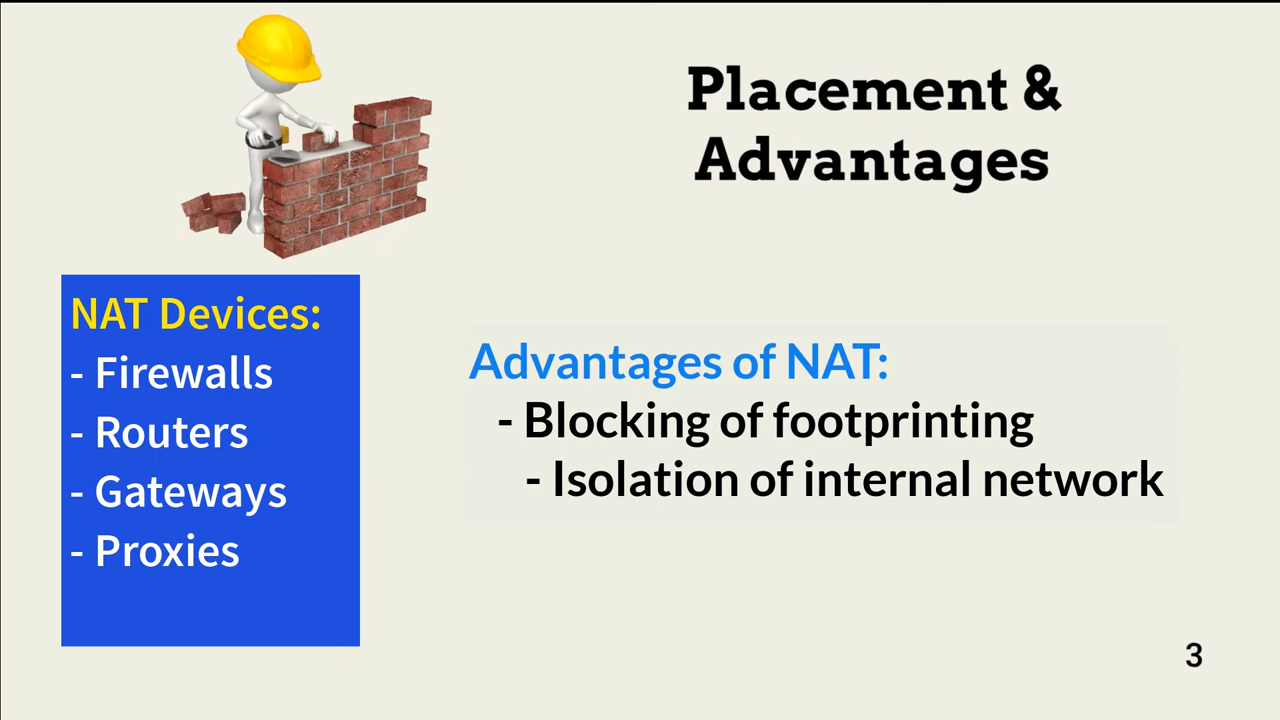 Placement &
Advantages
NAT Devices:
- Firewalls
- Routers
- Gateways
- Proxies
Advantages of NAT:
- Blocking of footprinting
- Isolation of internal network
3